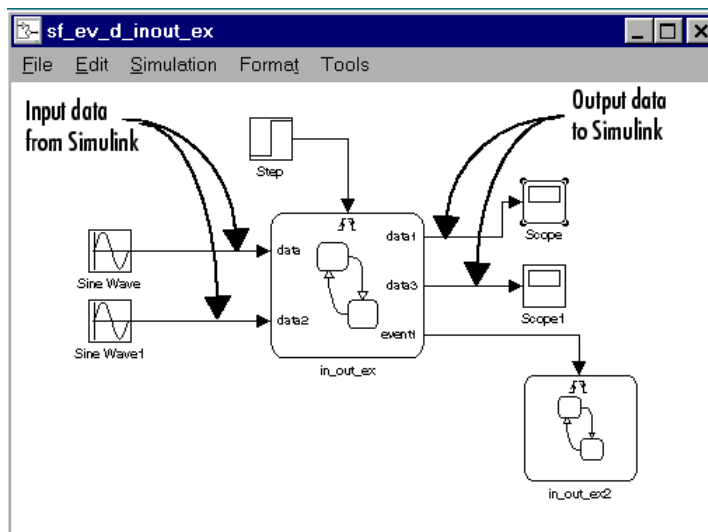 sf_ev_d_inout_ex
File Edit Simulation Format Tools
Input data
from Simulink
Output data
to Simulink
Step
Scope
data
data1
Sine Wave
data3
Scope1
data2
Sine Wave1
event1
in_out_ex
in_out_ex2